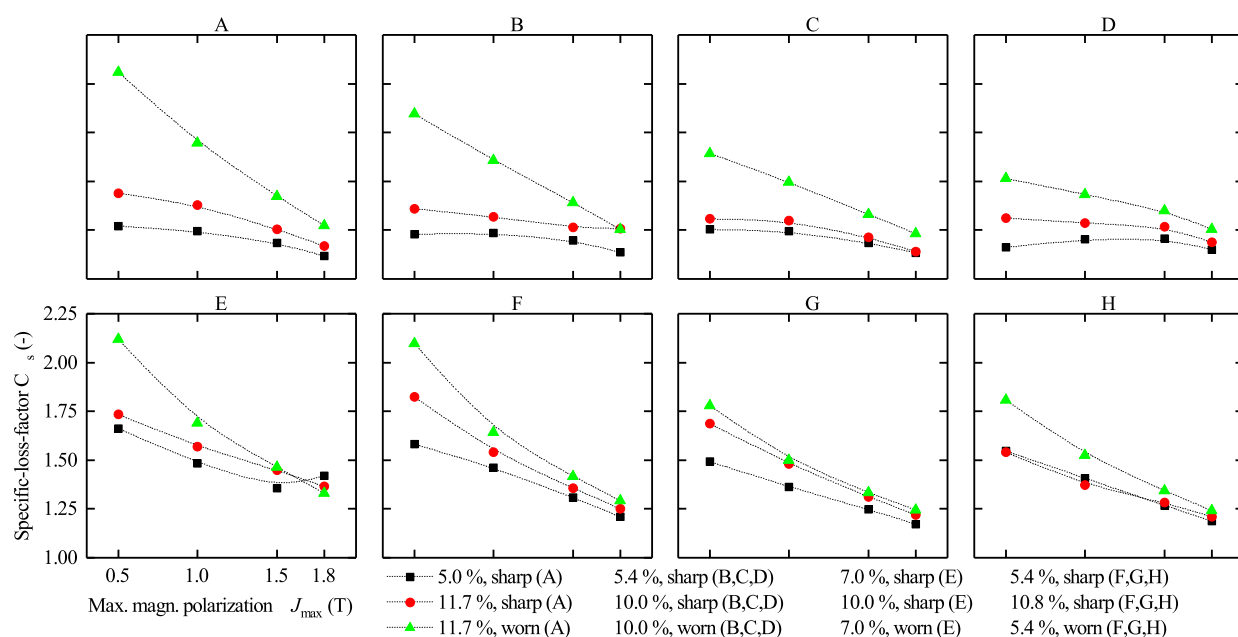 A B C D
E F G H
Specific-loss-factor C s (-)
2.25
2.00
1.75
1.50
1.25
1.00
0.5 1.0 1.5 1.8
Max. magn. polarization Jmax (T)
5.0 %, sharp (A) 5.4 %, sharp (B,C,D) 7.0 %, sharp (E) 5.4 %, sharp (F,G,H)
11.7 %, sharp (A) 10.0 %, sharp (B,C,D) 10.0 %, sharp (E) 10.8 %, sharp (F,G,H)
11.7 %, worn (A) 10.0 %, worn (B,C,D) 7.0 %, worn (E) 5.4 %, worn (F,G,H)